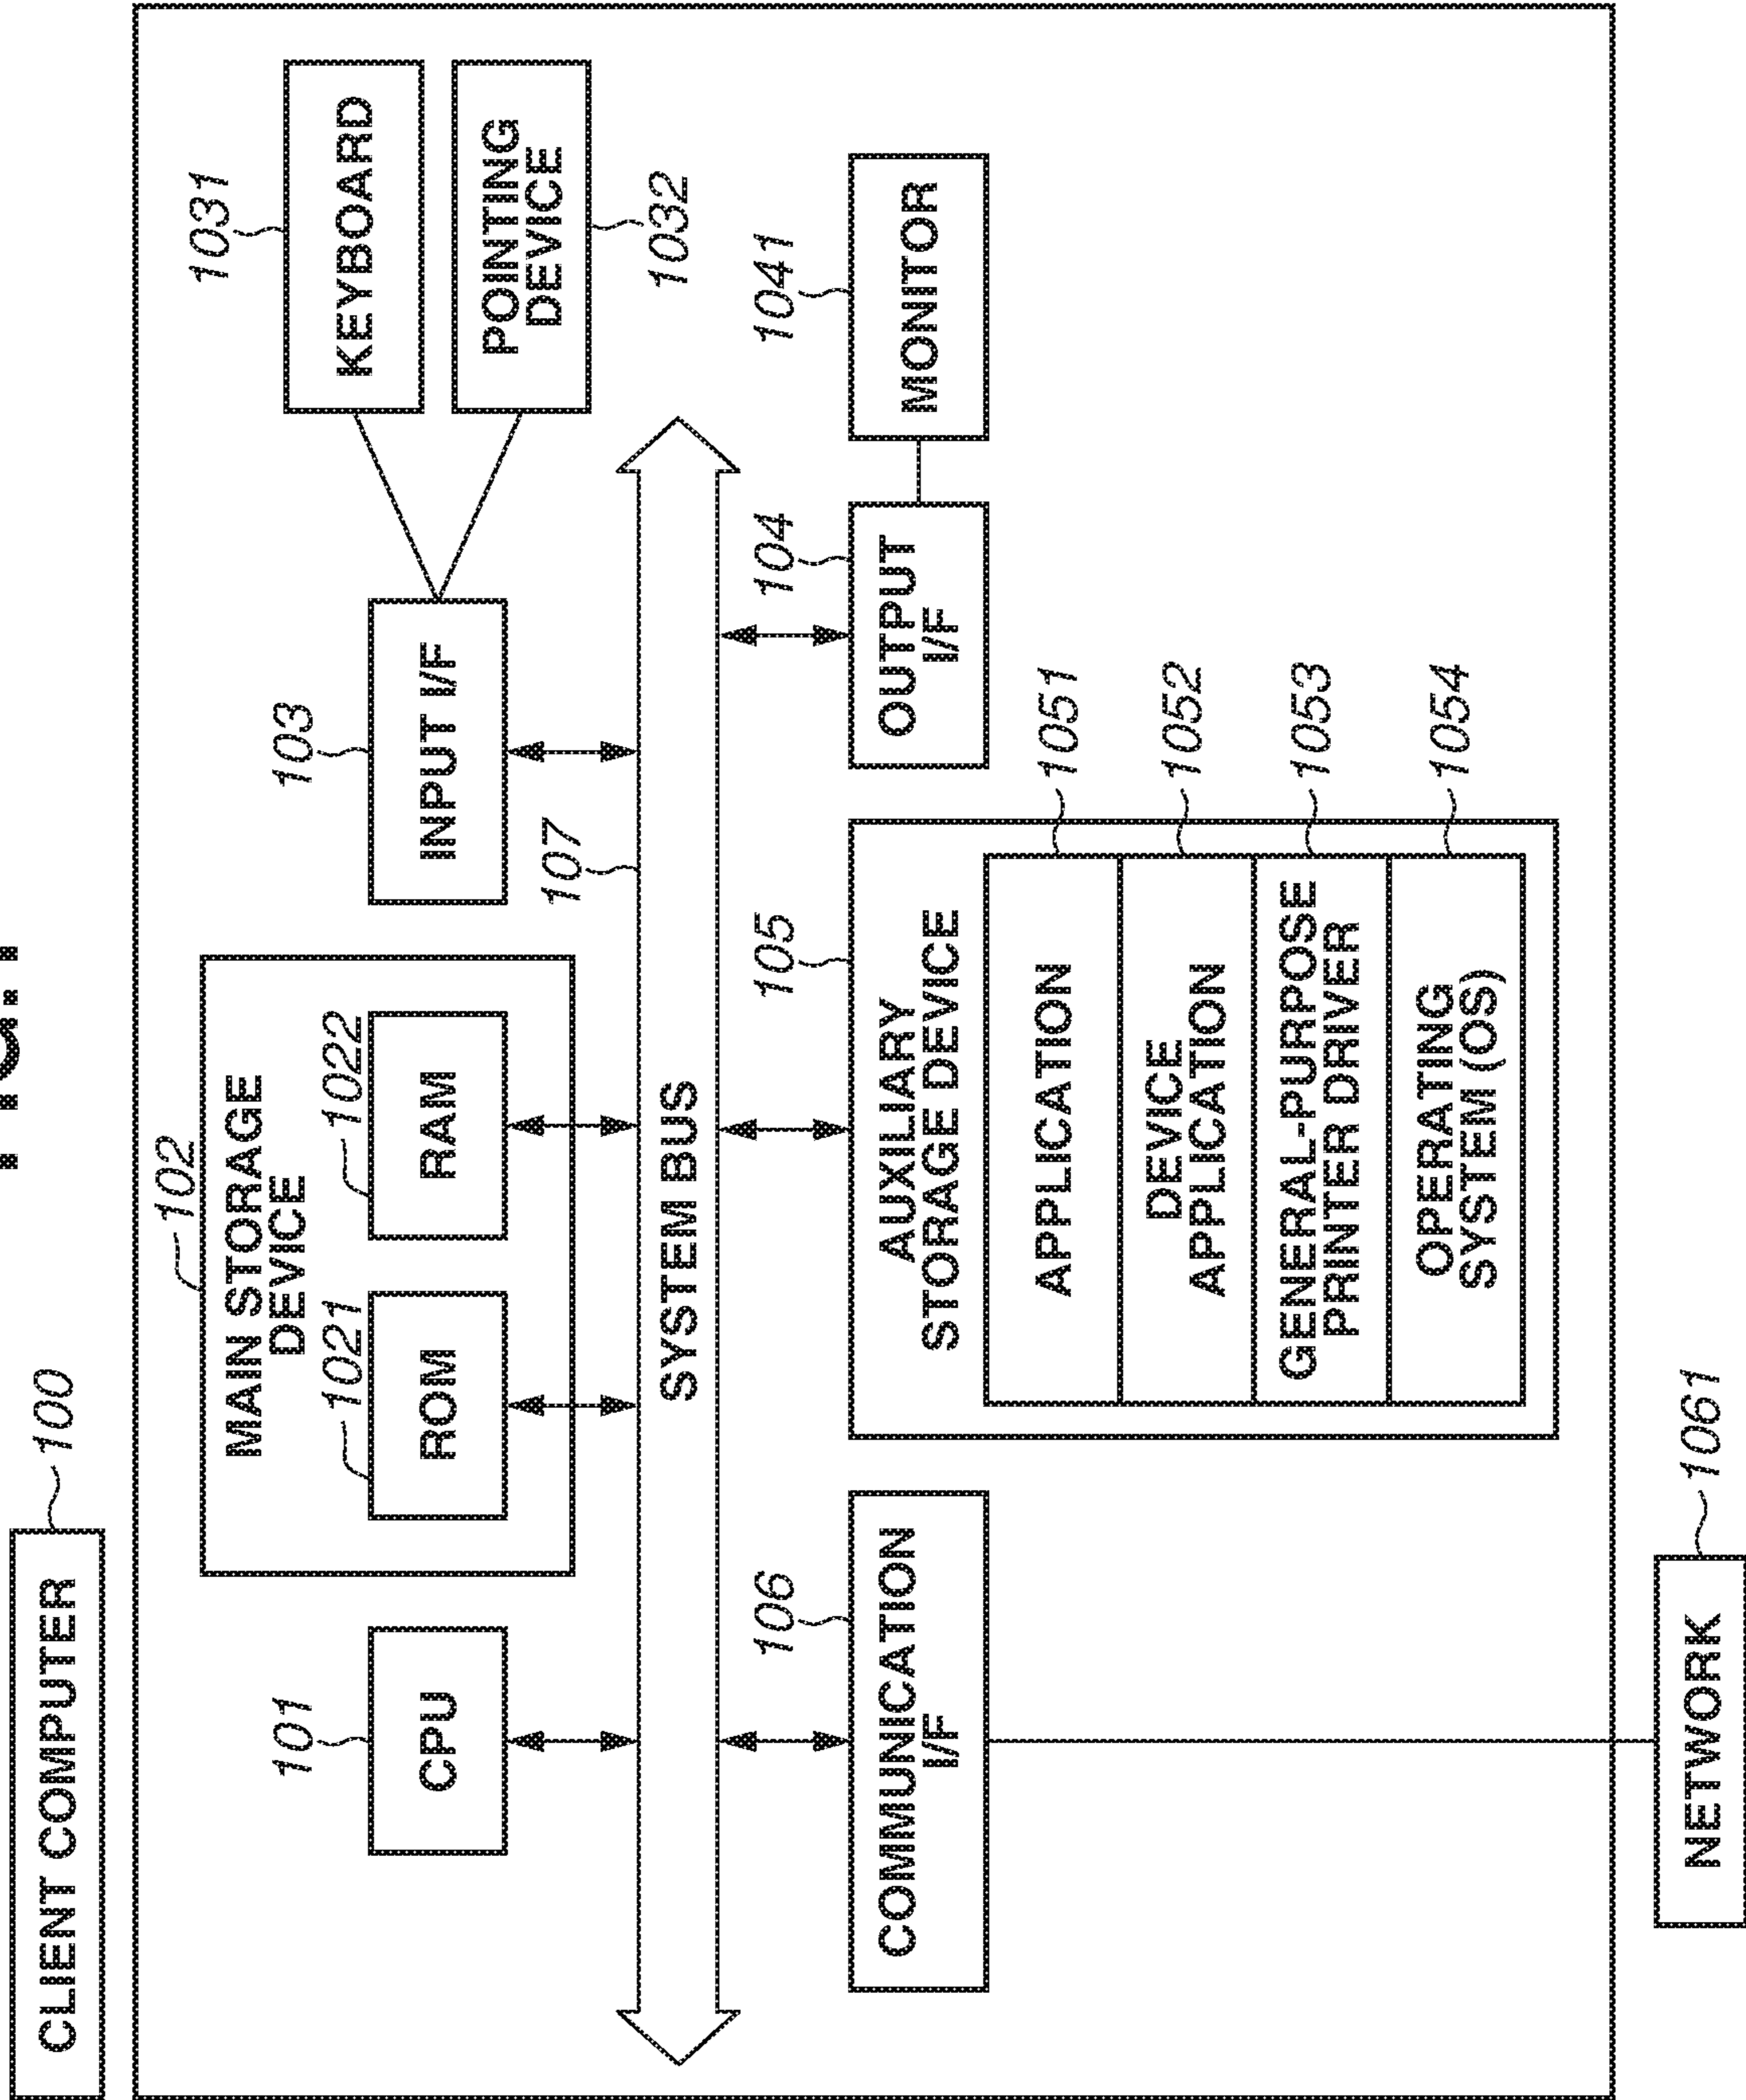 CLIENT COMPUTER
100
102
MAIN STORAGE
DEVICE
101
CPU
1021
ROM
1022
RAM
103
INPUT I/F
1031
KEYBOARD
POINTING
DEVICE
1032
107
SYSTEM BUS
106
COMMUNICATION
I/F
105
AUXILIARY
STORAGE DEVICE
APPLICATION
1051
DEVICE
APPLICATION
1052
GENERAL-PURPOSE
PRINTER DRIVER
1053
OPERATING
SYSTEM (OS)
1054
104
OUTPUT
I/F
1041
MONITOR
NETWORK
1061